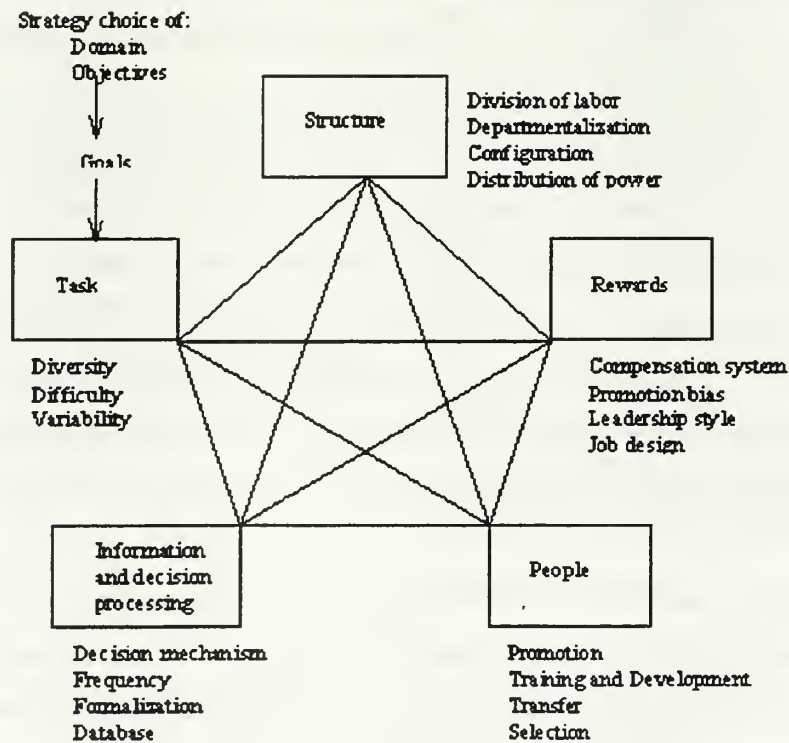 Strategy choice of:
Domain
Objectives
Goals
Structure
Division of labor
Departmentalization
Configuration
Distribution of power
Task
Diversity
Difficulty
Variability
Rewards
Compensation system
Promotion bias
Leadership style
Job design
Information
and decision
processing
Decision mechanism
Frequency
Formalization
Database
People
Promotion
Training and Development
Transfer
Selection